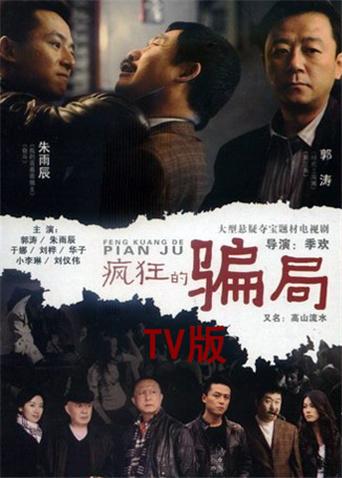 朱雨辰
郭涛
主演：
郭涛／朱雨辰
于娜／刘桦／华子
小李琳／刘仪伟
FENG KUANG DE
PIAN JU
疯狂的
骗局
大型悬疑夺宝题材电视剧
导演：季欢
又名：高山流水
TV版